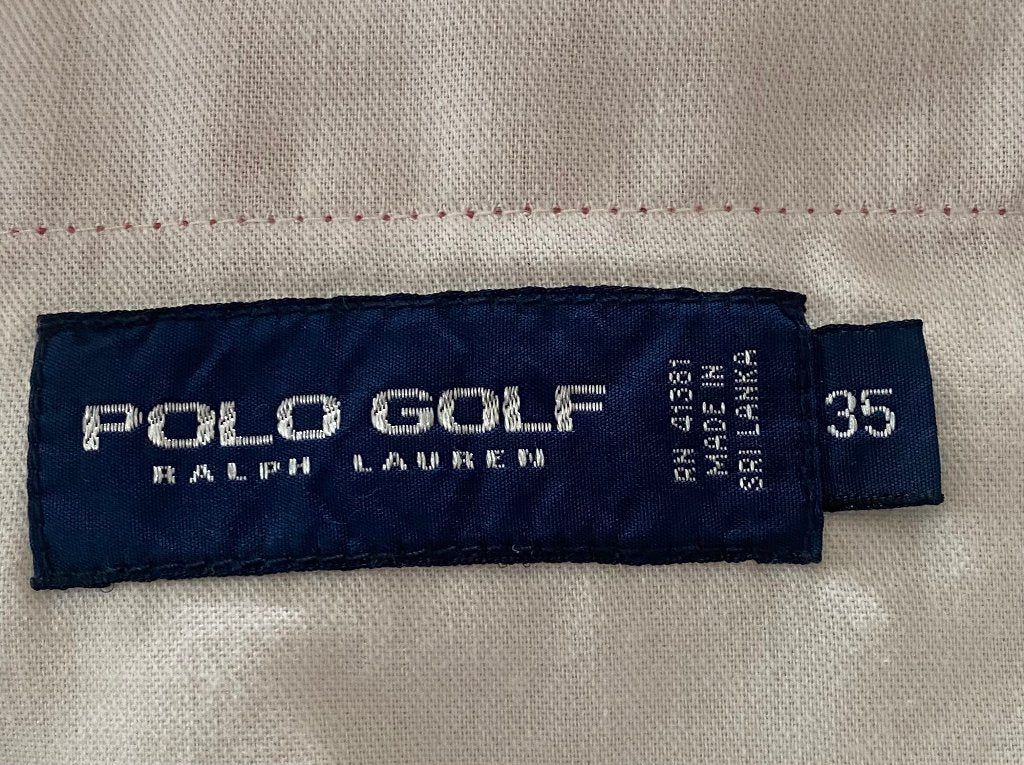 POLO GOLF
RALPH LAUREN
RN 41381
MADE IN
SRI LANKA
35